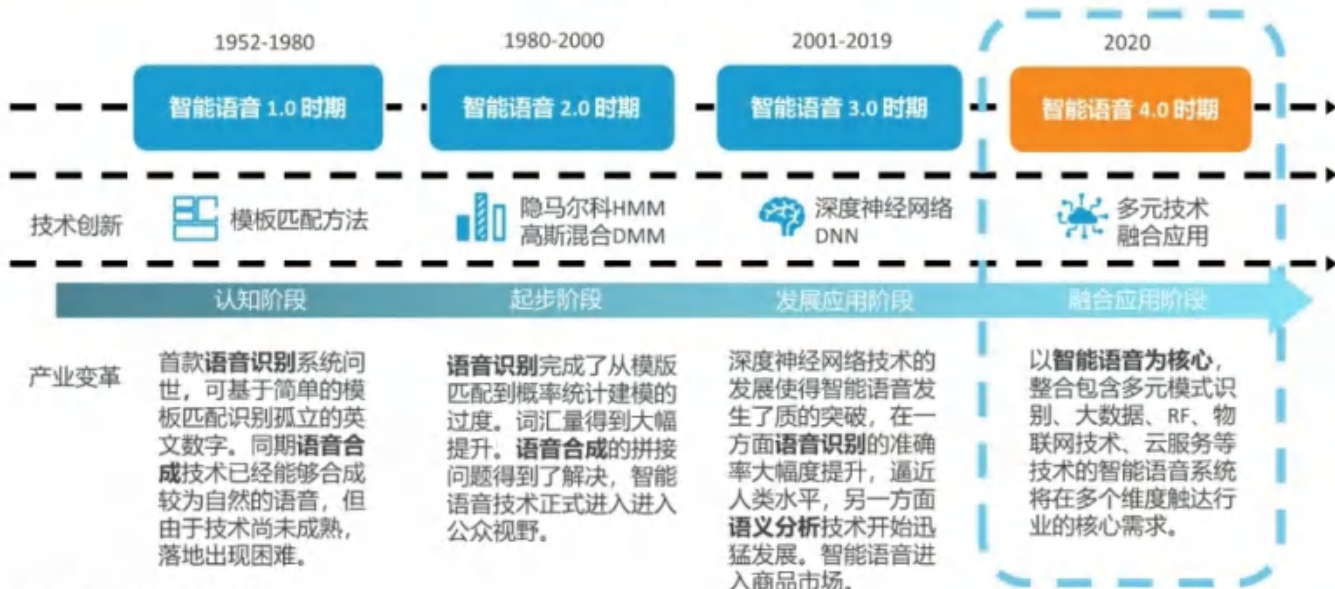 1952-1980
1980-2000
2001-2019
2020
智能语音 1.0 时期
智能语音 2.0 时期
智能语音 3.0 时期
智能语音 4.0 时期
技术创新
模板匹配方法
隐马尔科HMM
高斯混合DMM
深度神经网络
DNN
多元技术
融合应用
认知阶段
起步阶段
发展应用阶段
融合应用阶段
产业变革
首款语音识别系统问
世，可基于简单的模
板匹配识别孤立的英
文数字。同期语音合
成技术已经能够合成
较为自然的语音，但
由于技术尚未成熟，
落地出现困难。
语音识别完成了从模版
匹配到概率统计建模的
过度。词汇量得到大幅
提升。语音合成的拼接
问题得到了解决，智能
语音技术正式进入进入
公众视野。
深度神经网络技术的
发展使得智能语音发
生了质的突破，在一
方面语音识别的准确
率大幅度提升，逼近
人类水平，另一方面
语义分析技术开始迅
猛发展。智能语音进
入商品市场。
以智能语音为核心，
整合包含多元模式识
别、大数据、RF、物
联网技术、云服务等
技术的智能语音系统
将在多个维度触达行
业的核心需求。